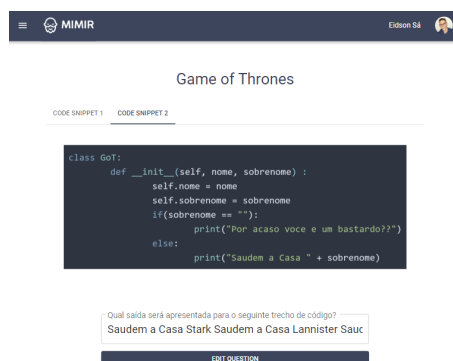 MIMIR
Eidson Sá
Game of Thrones
CODE SNIPPET 1
CODE SNIPPET 2
class GoT:
def __init__(self, nome, sobrenome) :
self.nome = nome
self.sobrenome = sobrenome
if(sobrenome == ""):
print("Por acaso voce e um bastardo??")
else:
print("Saudem a Casa " + sobrenome)
Qual saída será apresentada para o seguinte trecho de código?
Saudem a Casa Stark Saudem a Casa Lannister Sauc
EDIT QUESTION